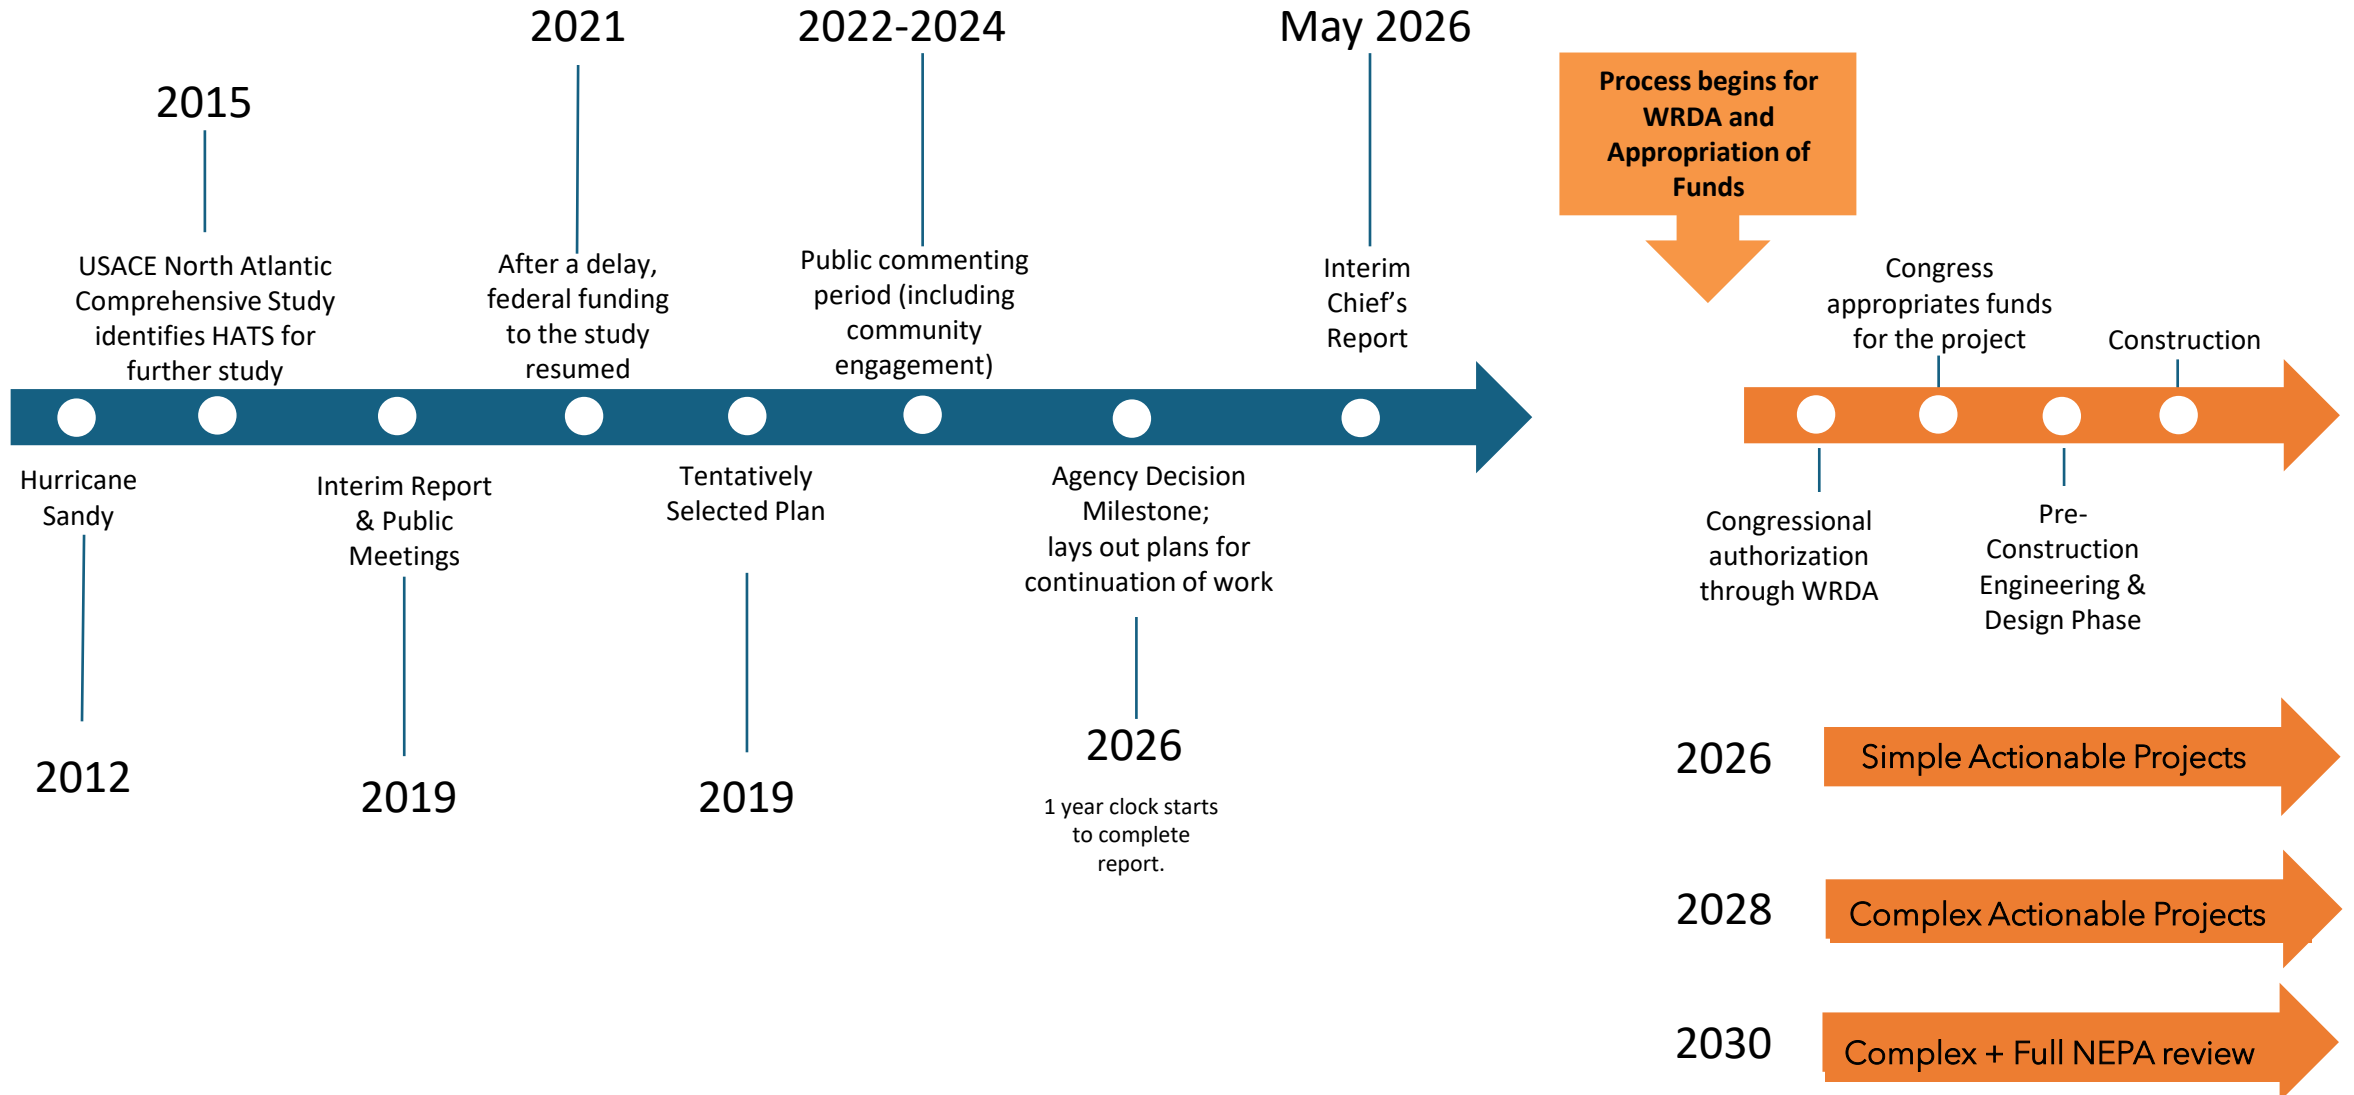 2021
2022-2024
May 2026
2015
Process begins for
WRDA and
Appropriation of
Funds
USACE North Atlantic
Comprehensive Study
identifies HATS for
further study
After a delay,
federal funding
to the study
resumed
Public commenting
period (including
community
engagement)
Interim
Chief’s
Report
Congress
appropriates funds
for the project
Construction
Hurricane
Sandy
Interim Report
& Public
Meetings
Tentatively
Selected Plan
Agency Decision
Milestone;
lays out plans for
continuation of work
Congressional
authorization
through WRDA
Pre-
Construction
Engineering &
Design Phase
2012
2019
2019
2026
1 year clock starts
to complete
report.
2026
Simple Actionable Projects
2028
Complex Actionable Projects
2030
Complex + Full NEPA review